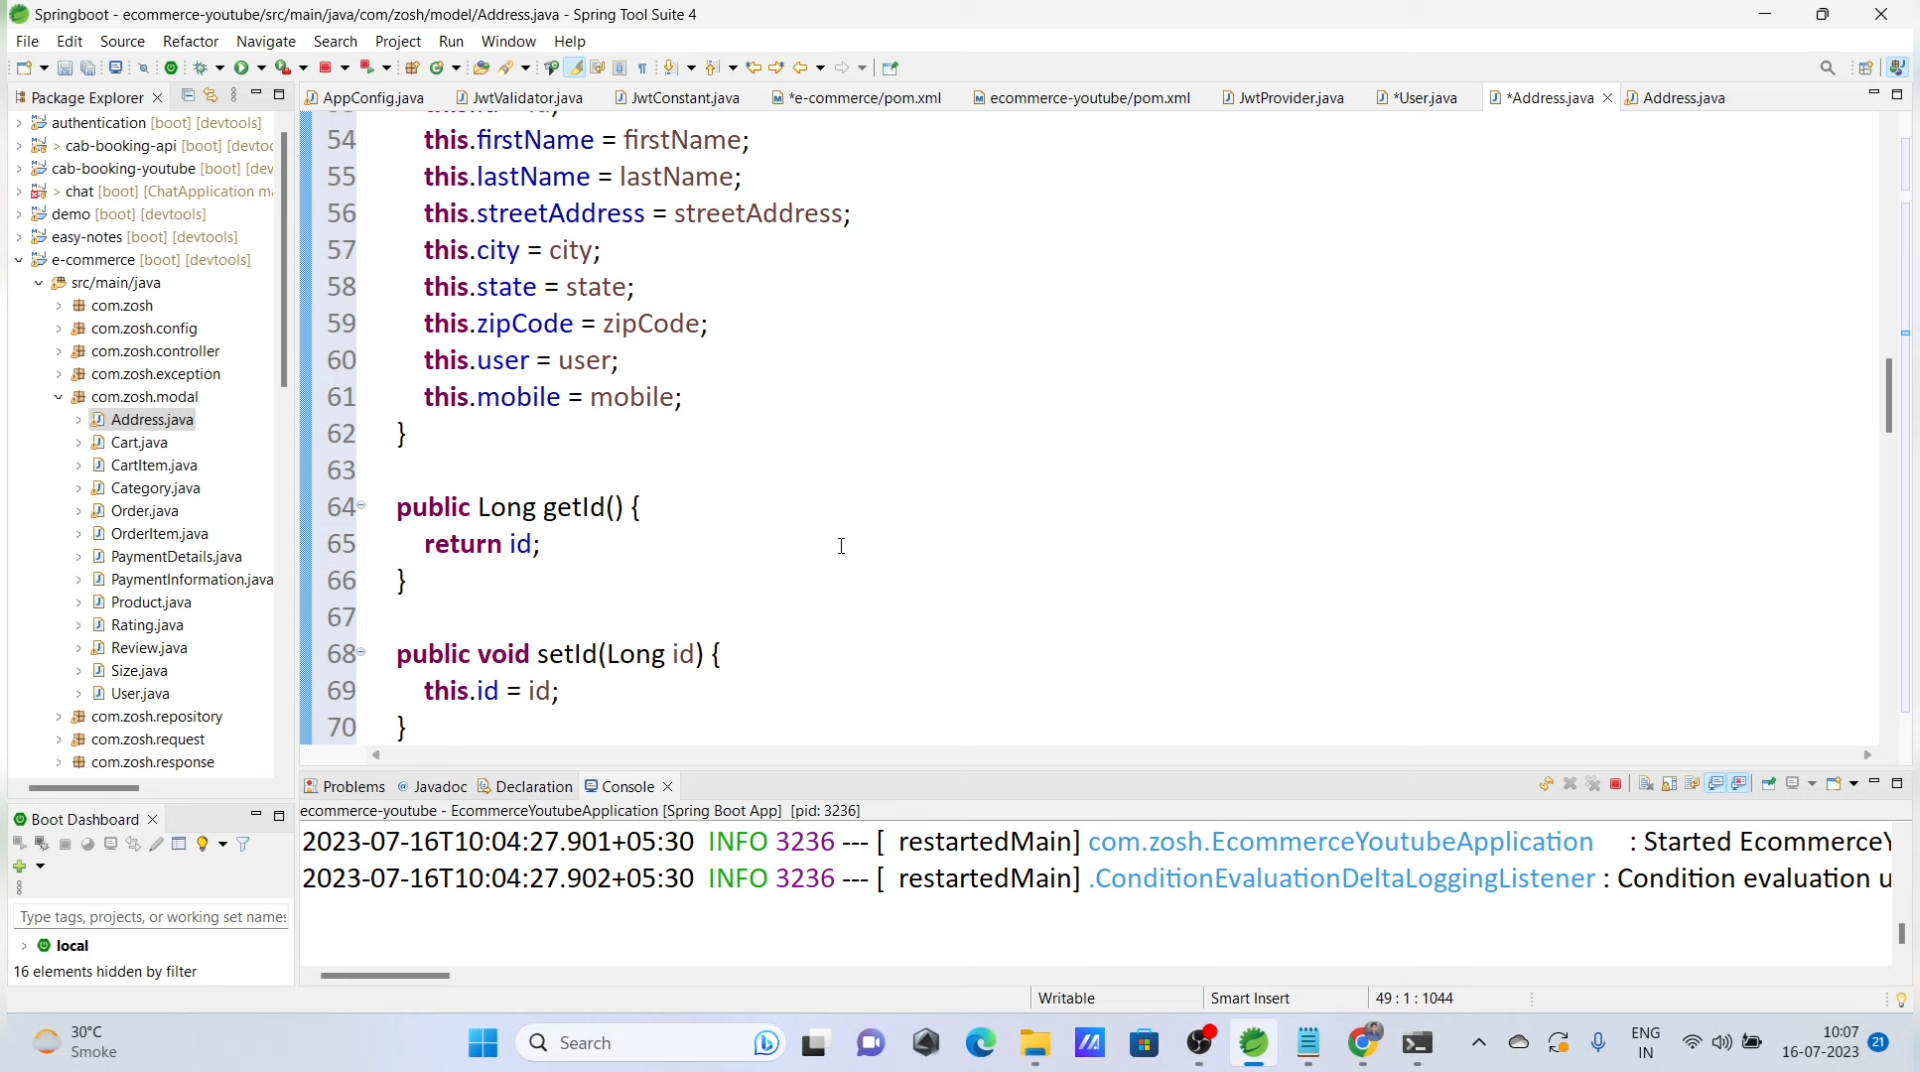 Springboot - ecommerce-youtube/src/main/java/com/zosh/model/Address.java - Spring Tool Suite 4
File Edit Source Refactor Navigate Search Project Run Window Help
Package Explorer
AppConfig.java JwtValidator.java JwtConstant.java *e-commerce/pom.xml ecommerce-youtube/pom.xml JwtProvider.java *User.java *Address.java Address.java
authentication [boot] [devtools]
> cab-booking-api [boot] [devtoo
cab-booking-youtube [boot] [dev
> chat [boot] [ChatApplication ma
demo [boot] [devtools]
easy-notes [boot] [devtools]
e-commerce [boot] [devtools]
src/main/java
com.zosh
com.zosh.config
com.zosh.controller
com.zosh.exception
com.zosh.modal
Address.java
Cart.java
CartItem.java
Category.java
Order.java
OrderItem.java
PaymentDetails.java
PaymentInformation.java
Product.java
Rating.java
Review.java
Size.java
User.java
com.zosh.repository
com.zosh.request
com.zosh.response
54 this.firstName = firstName;
55 this.lastName = lastName;
56 this.streetAddress = streetAddress;
57 this.city = city;
58 this.state = state;
59 this.zipCode = zipCode;
60 this.user = user;
61 this.mobile = mobile;
62 }
63
64 public Long getId() {
65 return id;
66 }
67
68 public void setId(Long id) {
69 this.id = id;
70 }
Problems @ Javadoc Declaration Console
ecommerce-youtube - EcommerceYoutubeApplication [Spring Boot App] [pid: 3236]
2023-07-16T10:04:27.901+05:30 INFO 3236 --- [ restartedMain] com.zosh.EcommerceYoutubeApplication : Started EcommerceY
2023-07-16T10:04:27.902+05:30 INFO 3236 --- [ restartedMain] .ConditionEvaluationDeltaLoggingListener : Condition evaluation u
Boot Dashboard
Type tags, projects, or working set names
local
16 elements hidden by filter
Writable Smart Insert 49 : 1 : 1044
30°C
Smoke
Search
ENG
IN
10:07
16-07-2023
21